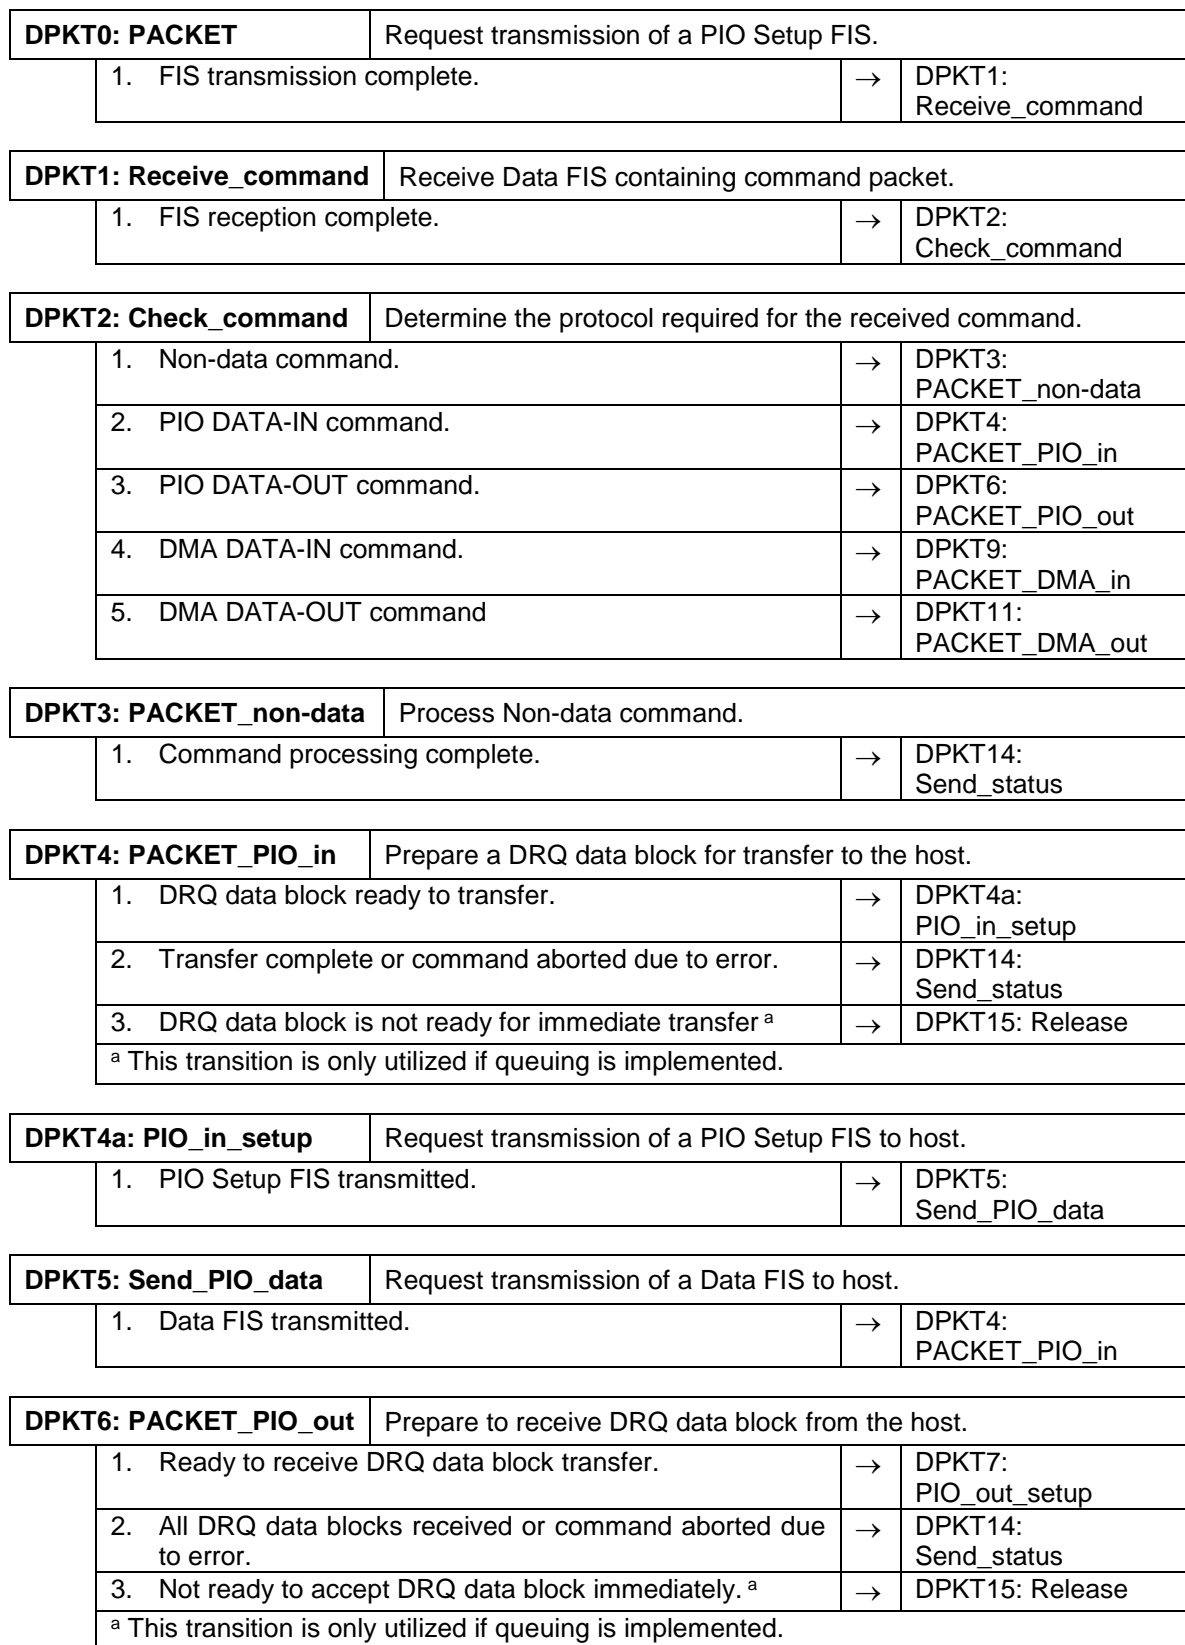 DPKT0: PACKET Request transmission of a PIO Setup FIS.
1. FIS transmission complete. → DPKT1:
Receive_command
DPKT1: Receive_command Receive Data FIS containing command packet.
1. FIS reception complete. → DPKT2:
Check_command
DPKT2: Check_command Determine the protocol required for the received command.
1. Non-data command. → DPKT3:
PACKET_non-data
2. PIO DATA-IN command. → DPKT4:
PACKET_PIO_in
3. PIO DATA-OUT command. → DPKT6:
PACKET_PIO_out
4. DMA DATA-IN command. → DPKT9:
PACKET_DMA_in
5. DMA DATA-OUT command → DPKT11:
PACKET_DMA_out
DPKT3: PACKET_non-data Process Non-data command.
1. Command processing complete. → DPKT14:
Send_status
DPKT4: PACKET_PIO_in Prepare a DRQ data block for transfer to the host.
1. DRQ data block ready to transfer. → DPKT4a:
PIO_in_setup
2. Transfer complete or command aborted due to error. → DPKT14:
Send_status
3. DRQ data block is not ready for immediate transfer ᵃ → DPKT15: Release
ᵃ This transition is only utilized if queuing is implemented.
DPKT4a: PIO_in_setup Request transmission of a PIO Setup FIS to host.
1. PIO Setup FIS transmitted. → DPKT5:
Send_PIO_data
DPKT5: Send_PIO_data Request transmission of a Data FIS to host.
1. Data FIS transmitted. → DPKT4:
PACKET_PIO_in
DPKT6: PACKET_PIO_out Prepare to receive DRQ data block from the host.
1. Ready to receive DRQ data block transfer. → DPKT7:
PIO_out_setup
2. All DRQ data blocks received or command aborted due → DPKT14:
to error. Send_status
3. Not ready to accept DRQ data block immediately. ᵃ → DPKT15: Release
ᵃ This transition is only utilized if queuing is implemented.